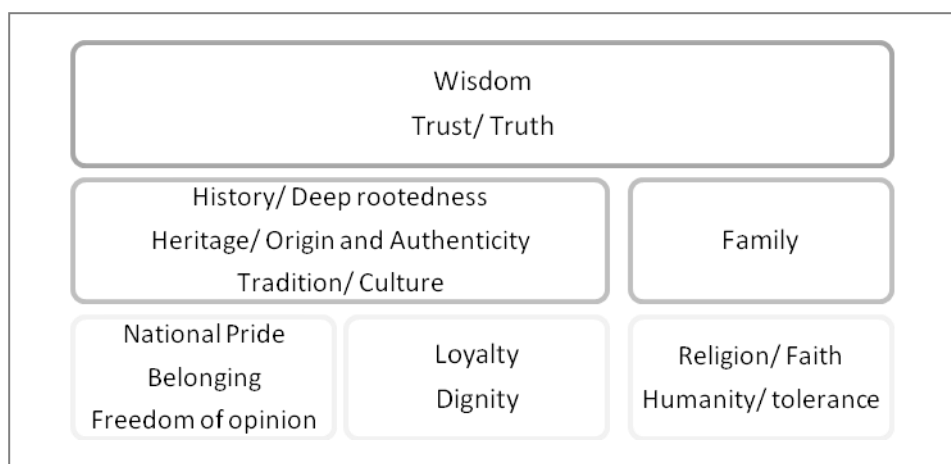 Wisdom
Trust/ Truth
History/ Deep rootedness
Heritage/ Origin and Authenticity
Tradition/ Culture
Family
National Pride
Belonging
Freedom of opinion
Loyalty
Dignity
Religion/ Faith
Humanity/ tolerance